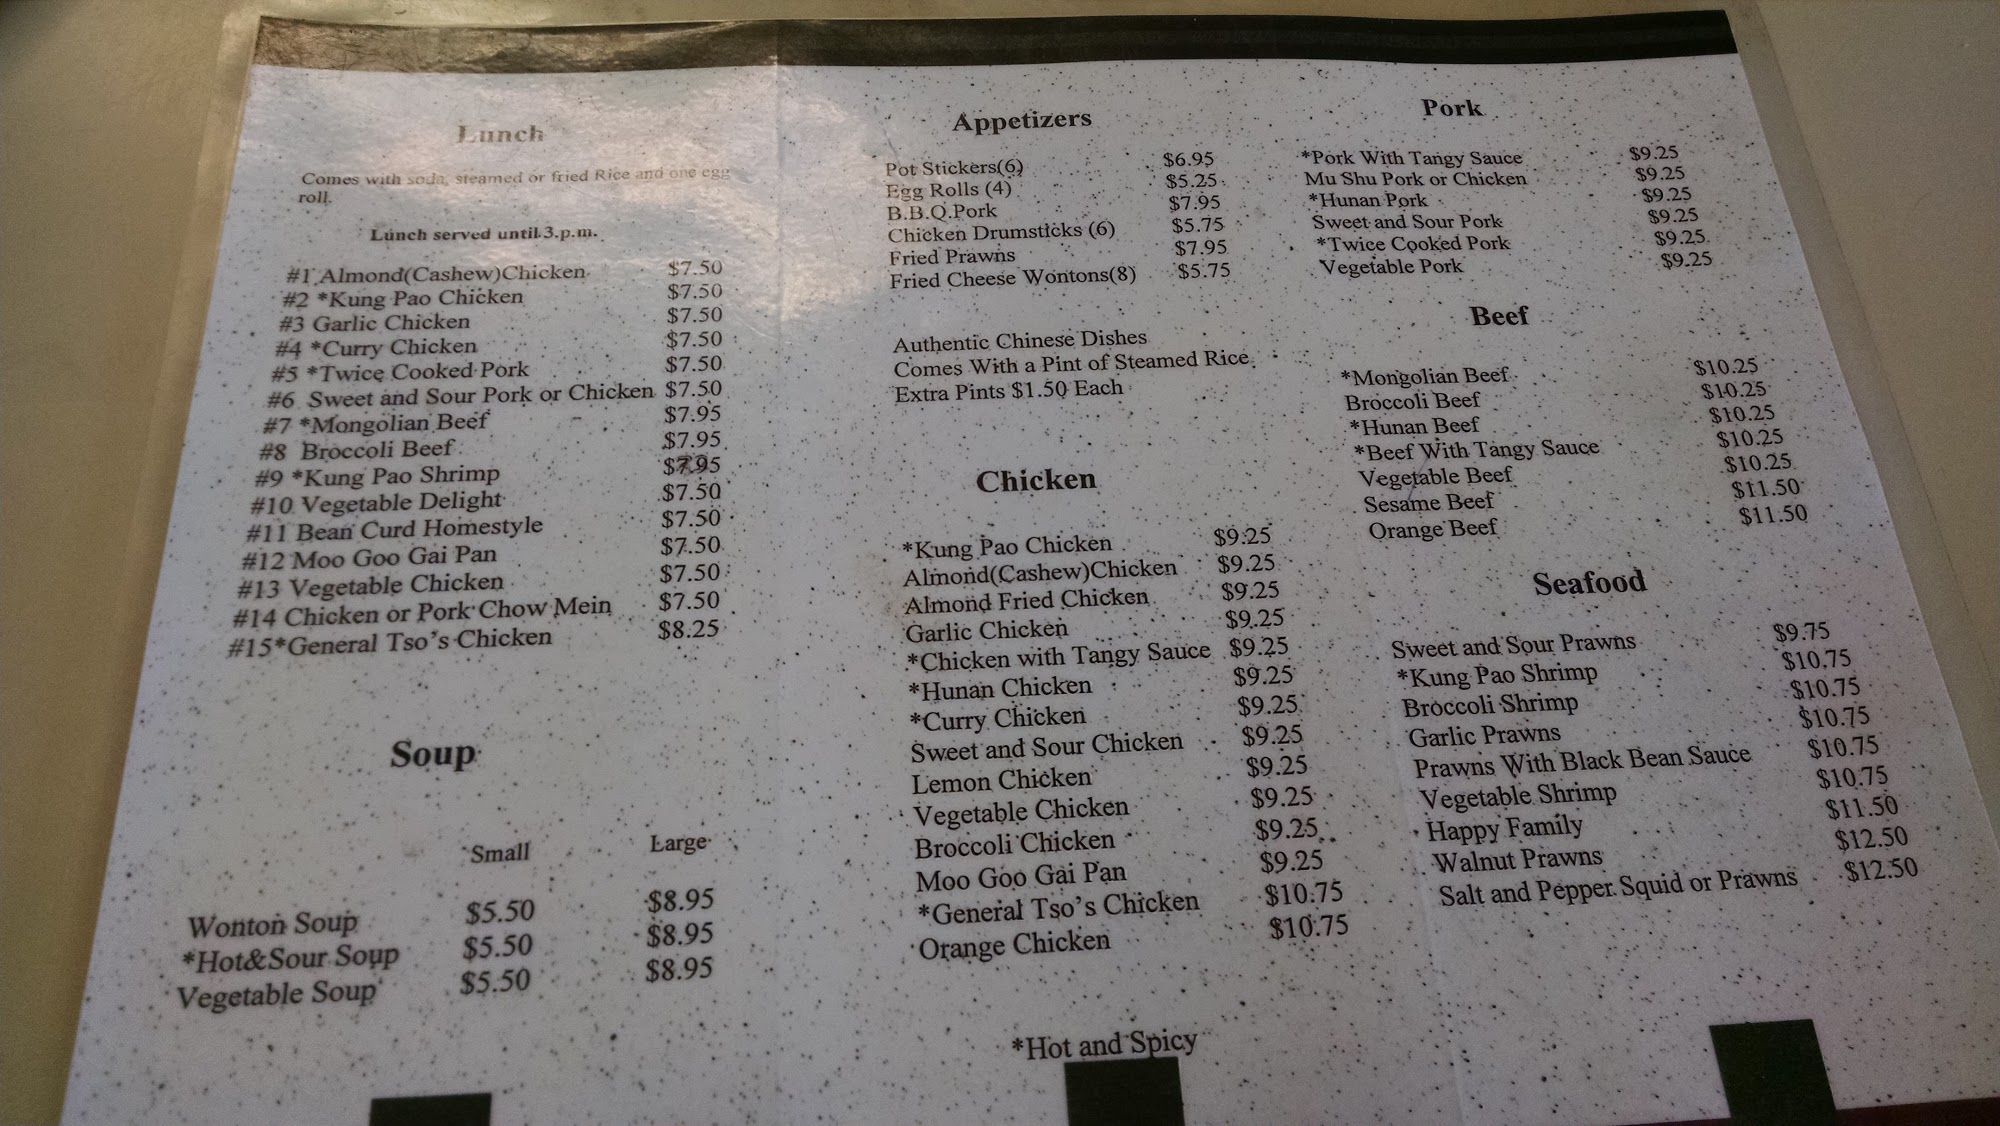 Lunch
Comes with soda, steamed or fried Rice and one egg
roll.
Lunch served until 3.p.m.
#1 Almond(Cashew)Chicken $7.50
#2 *Kung Pao Chicken $7.50
#3 Garlic Chicken $7.50
#4 *Curry Chicken $7.50
#5 *Twice Cooked Pork $7.50
#6 Sweet and Sour Pork or Chicken $7.50
#7 *Mongolian Beef $7.95
#8 Broccoli Beef $7.95
#9 *Kung Pao Shrimp $7.95
#10 Vegetable Delight $7.50
#11 Bean Curd Homestyle $7.50
#12 Moo Goo Gai Pan $7.50
#13 Vegetable Chicken $7.50
#14 Chicken or Pork Chow Mein $7.50
#15*General Tso's Chicken $8.25
Soup
Small Large
Wonton Soup $5.50 $8.95
*Hot&Sour Soup $5.50 $8.95
Vegetable Soup $5.50 $8.95
Appetizers
Pot Stickers(6) $6.95
Egg Rolls (4) $5.25
B.B.Q.Pork $7.95
Chicken Drumsticks (6) $5.75
Fried Prawns $7.95
Fried Cheese Wontons(8) $5.75
Authentic Chinese Dishes
Comes With a Pint of Steamed Rice
Extra Pints $1.50 Each
Chicken
*Kung Pao Chicken $9.25
Almond(Cashew)Chicken $9.25
Almond Fried Chicken $9.25
Garlic Chicken $9.25
*Chicken with Tangy Sauce $9.25
*Hunan Chicken $9.25
*Curry Chicken $9.25
Sweet and Sour Chicken $9.25
Lemon Chicken $9.25
Vegetable Chicken $9.25
Broccoli Chicken $9.25
Moo Goo Gai Pan $9.25
*General Tso's Chicken $10.75
Orange Chicken $10.75
*Hot and Spicy
Pork
*Pork With Tangy Sauce $9.25
Mu Shu Pork or Chicken $9.25
*Hunan Pork $9.25
Sweet and Sour Pork $9.25
*Twice Cooked Pork $9.25
Vegetable Pork $9.25
Beef
*Mongolian Beef $10.25
Broccoli Beef $10.25
*Hunan Beef $10.25
*Beef With Tangy Sauce $10.25
Vegetable Beef $10.25
Sesame Beef $11.50
Orange Beef $11.50
Seafood
Sweet and Sour Prawns $9.75
*Kung Pao Shrimp $10.75
Broccoli Shrimp $10.75
Garlic Prawns $10.75
Prawns With Black Bean Sauce $10.75
Vegetable Shrimp $10.75
Happy Family $11.50
Walnut Prawns $12.50
Salt and Pepper Squid or Prawns $12.50